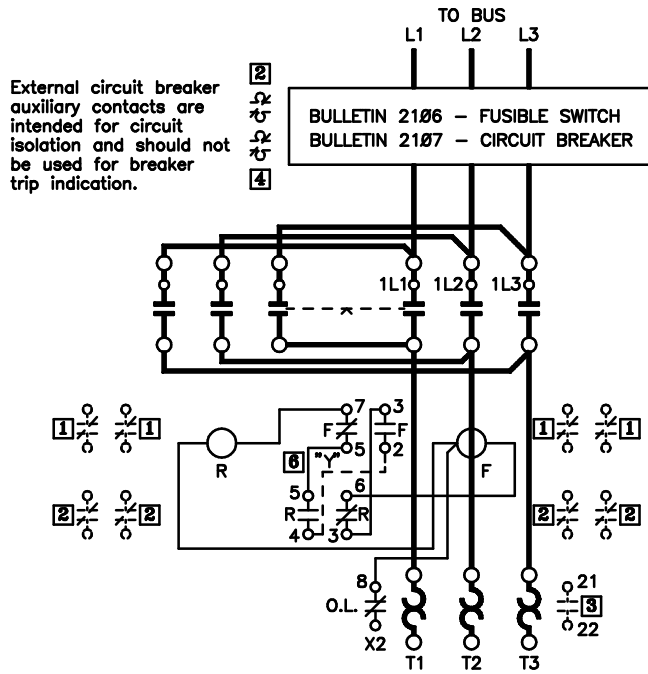 TO BUS
L1 L2 L3
External circuit breaker
auxiliary contacts are
intended for circuit
isolation and should not
be used for breaker
trip indication.
2
4
BULLETIN 2106 – FUSIBLE SWITCH
BULLETIN 2107 – CIRCUIT BREAKER
1L1 1L2 1L3
7 3
1 1 F F 1 1
5 2
R 6 "Y" F
5 6
2 2 R R 2 2
4 3
8 21
O.L. 3
X2 22
T1 T2 T3